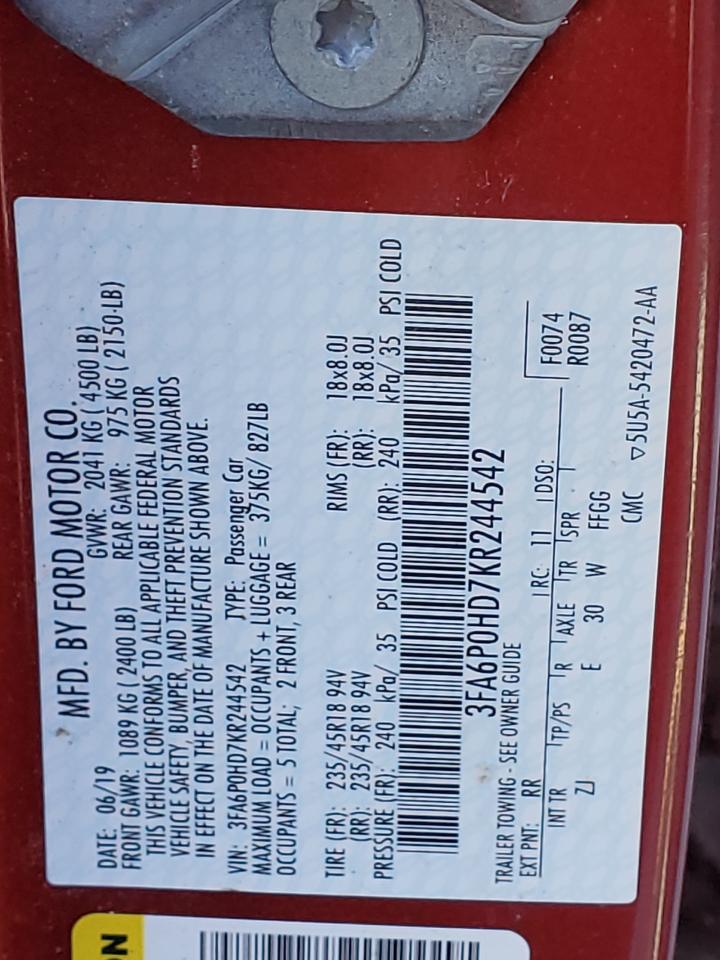 MFD. BY FORD MOTOR CO.
DATE: 06/19 GVWR: 2041 KG ( 4500 LB)
FRONT GAWR: 1089 KG ( 2400 LB) REAR GAWR: 975 KG ( 2150 LB)
THIS VEHICLE CONFORMS TO ALL APPLICABLE FEDERAL MOTOR
VEHICLE SAFETY, BUMPER, AND THEFT PREVENTION STANDARDS
IN EFFECT ON THE DATE OF MANUFACTURE SHOWN ABOVE.
VIN: 3FA6P0HD7KR244542 TYPE: Passenger Car
MAXIMUM LOAD = OCCUPANTS + LUGGAGE = 375KG/ 827LB
OCCUPANTS = 5 TOTAL; 2 FRONT, 3 REAR
TIRE (FR): 235/45R18 94V RIMS (FR): 18x8.0J
(RR): 235/45R18 94V (RR): 18x8.0J
PRESSURE (FR): 240 kPa/ 35 PSI COLD (RR): 240 kPa/ 35 PSI COLD
3FA6P0HD7KR244542
TRAILER TOWING - SEE OWNER GUIDE
EXT PNT: RR RC: 11 DSO: F0074
INT TR TP/PS R AXLE TR SPR R0087
ZJ E 30 W FFGG
CMC ▽5U5A-5420472-AA
ON